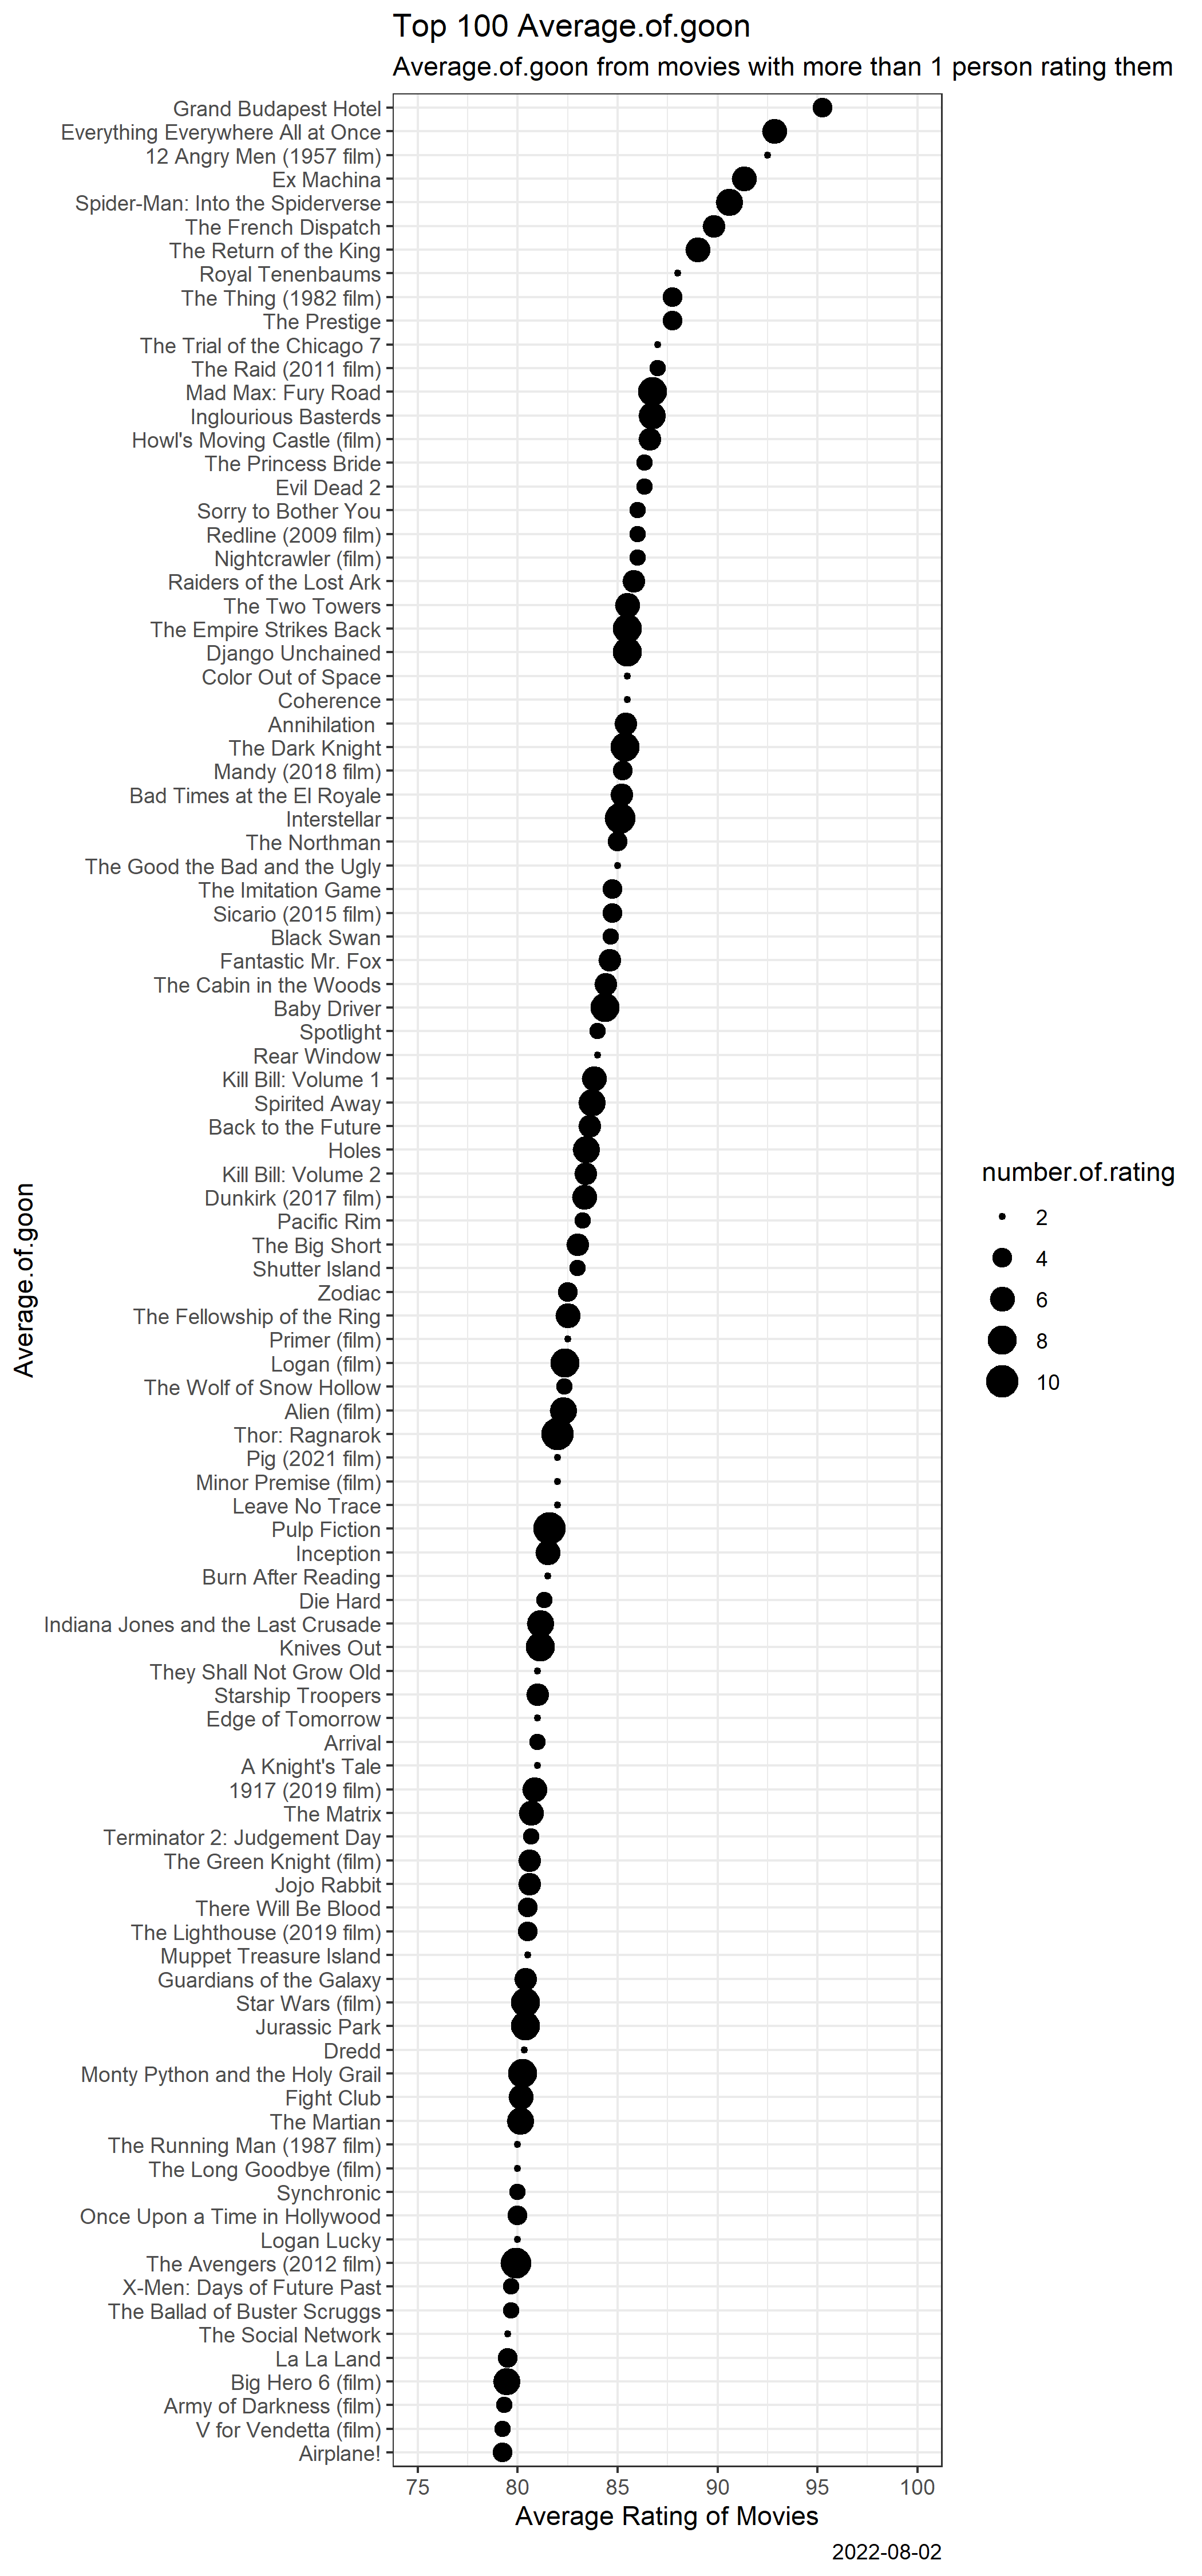 Top 100 Average.of.goon
Average.of.goon from movies with more than 1 person rating them
Grand Budapest Hotel
Everything Everywhere All at Once
12 Angry Men (1957 film)
Ex Machina
Spider-Man: Into the Spiderverse
The French Dispatch
The Return of the King
Royal Tenenbaums
The Thing (1982 film)
The Prestige
The Trial of the Chicago 7
The Raid (2011 film)
Mad Max: Fury Road
Inglourious Basterds
Howl's Moving Castle (film)
The Princess Bride
Evil Dead 2
Sorry to Bother You
Redline (2009 film)
Nightcrawler (film)
Raiders of the Lost Ark
The Two Towers
The Empire Strikes Back
Django Unchained
Color Out of Space
Coherence
Annihilation
The Dark Knight
Mandy (2018 film)
Bad Times at the El Royale
Interstellar
The Northman
The Good the Bad and the Ugly
The Imitation Game
Sicario (2015 film)
Black Swan
Fantastic Mr. Fox
The Cabin in the Woods
Baby Driver
Spotlight
Rear Window
Kill Bill: Volume 1
Spirited Away
Back to the Future
Holes
Kill Bill: Volume 2
Dunkirk (2017 film)
Pacific Rim
The Big Short
Shutter Island
Zodiac
The Fellowship of the Ring
Primer (film)
Logan (film)
The Wolf of Snow Hollow
Alien (film)
Thor: Ragnarok
Pig (2021 film)
Minor Premise (film)
Leave No Trace
Pulp Fiction
Inception
Burn After Reading
Die Hard
Indiana Jones and the Last Crusade
Knives Out
They Shall Not Grow Old
Starship Troopers
Edge of Tomorrow
Arrival
A Knight's Tale
1917 (2019 film)
The Matrix
Terminator 2: Judgement Day
The Green Knight (film)
Jojo Rabbit
There Will Be Blood
The Lighthouse (2019 film)
Muppet Treasure Island
Guardians of the Galaxy
Star Wars (film)
Jurassic Park
Dredd
Monty Python and the Holy Grail
Fight Club
The Martian
The Running Man (1987 film)
The Long Goodbye (film)
Synchronic
Once Upon a Time in Hollywood
Logan Lucky
The Avengers (2012 film)
X-Men: Days of Future Past
The Ballad of Buster Scruggs
The Social Network
La La Land
Big Hero 6 (film)
Army of Darkness (film)
V for Vendetta (film)
Airplane!
75 80 85 90 95 100
Average Rating of Movies
2022-08-02
Average.of.goon
number.of.rating
2
4
6
8
10